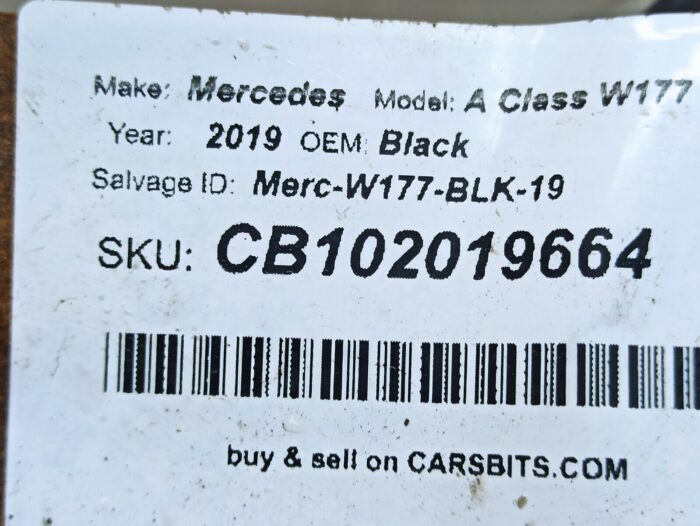 Make: Mercedes Model: A Class W177
Year: 2019 OEM: Black
Salvage ID: Merc-W177-BLK-19
SKU: CB102019664
buy & sell on CARSBITS.COM